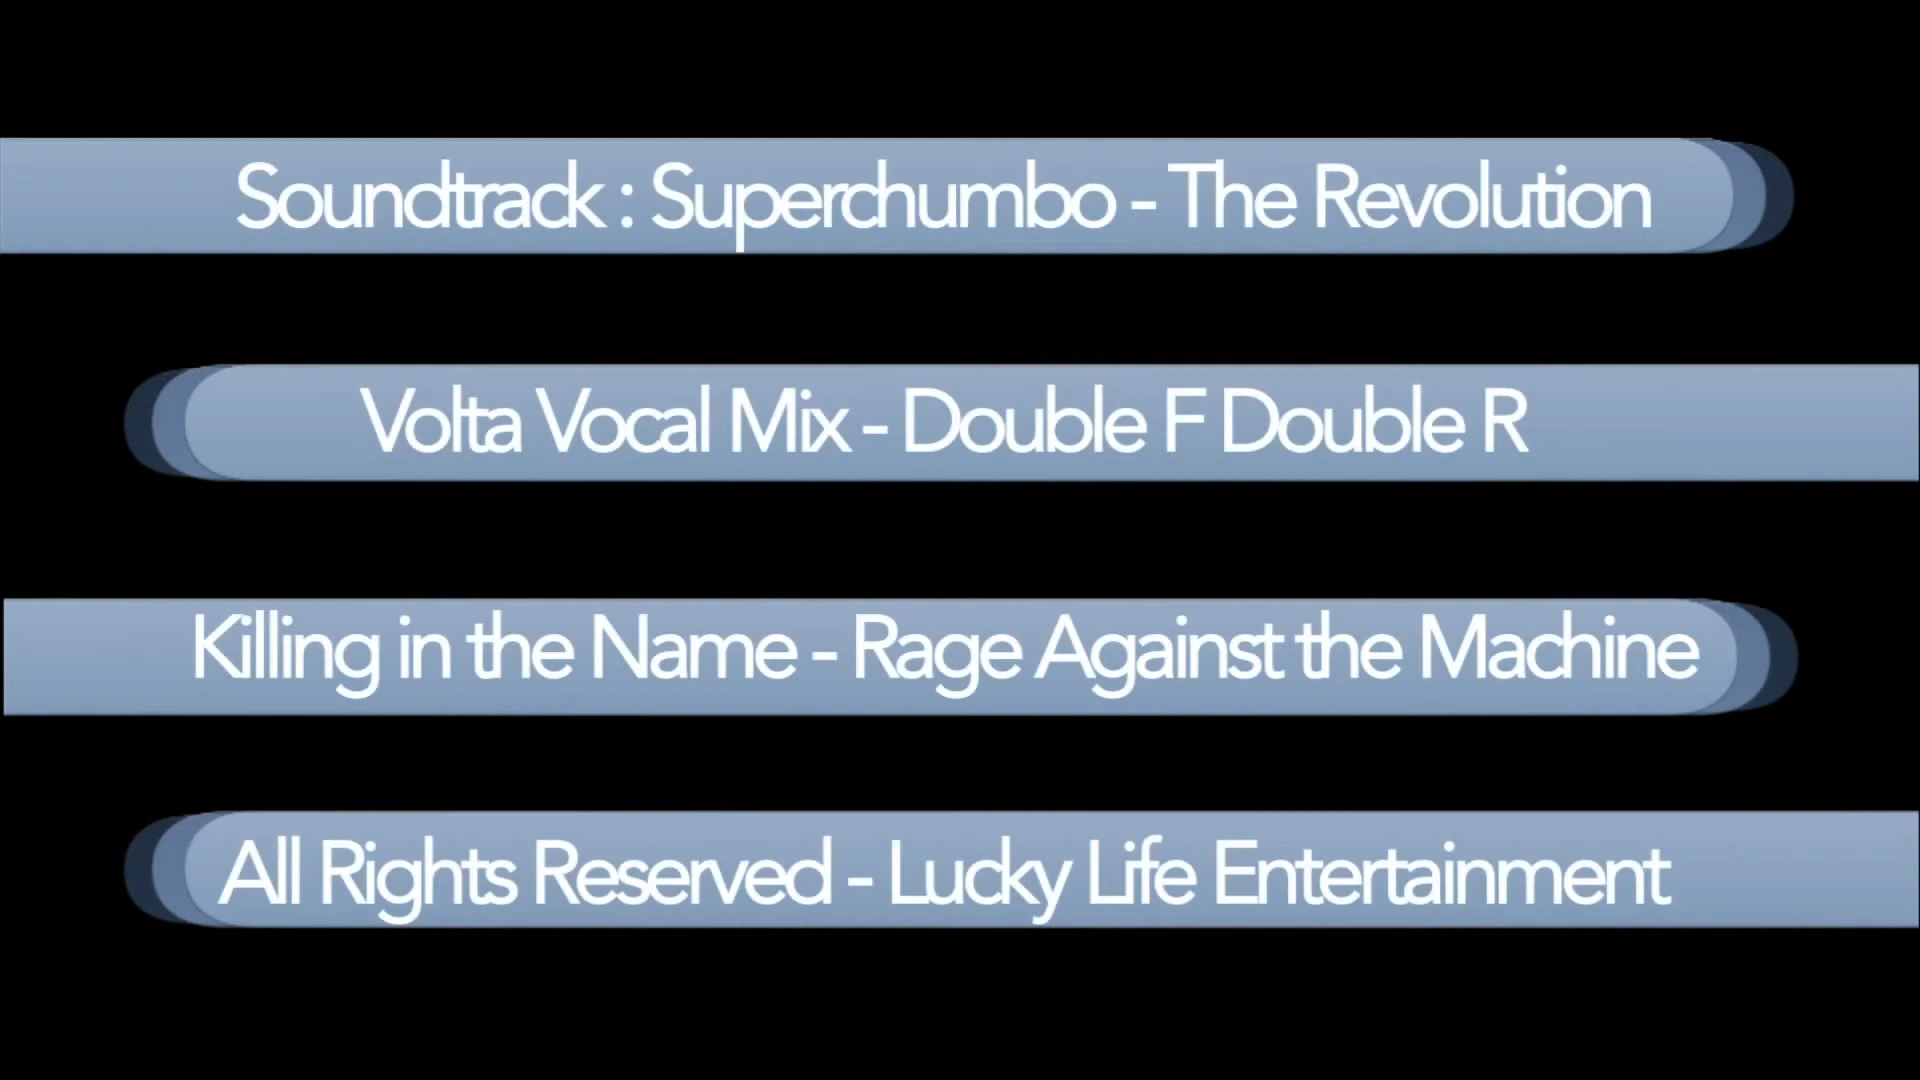 Soundtrack : Superchumbo - The Revolution
Volta Vocal Mix - Double F Double R
Killing in the Name - Rage Against the Machine
All Rights Reserved - Lucky Life Entertainment